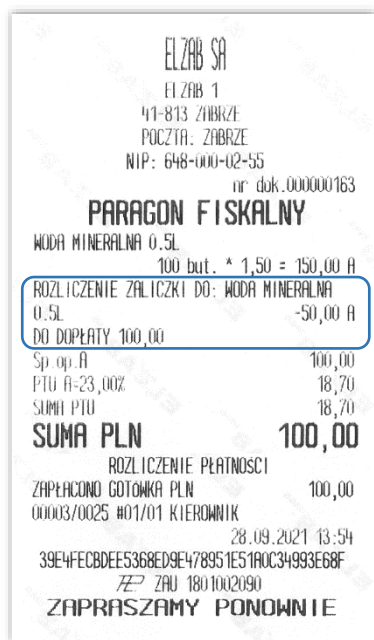 ELZAB SA
ELZAB 1
41-813 ZABRZE
POCZTA: ZABRZE
NIP: 648-000-02-55
nr dok.000000163
PARAGON FISKALNY
WODA MINERALNA 0.5L
100 but. * 1,50 = 150,00 A
ROZLICZENIE ZALICZKI DO: WODA MINERALNA
0.5L -50,00 A
DO DOPŁATY 100,00
Sp.op.A 100,00
PTU A=23,00% 18,70
SUMA PTU 18,70
SUMA PLN 100,00
ROZLICZENIE PŁATNOŚCI
ZAPŁACONO GOTÓWKA PLN 100,00
00003/0025 #01/01 KIEROWNIK
28.09.2021 13:54
39E4FECBDEE5368ED9E478951E51A0C34993E68F
ZAU 1801002090
ZAPRASZAMY PONOWNIE